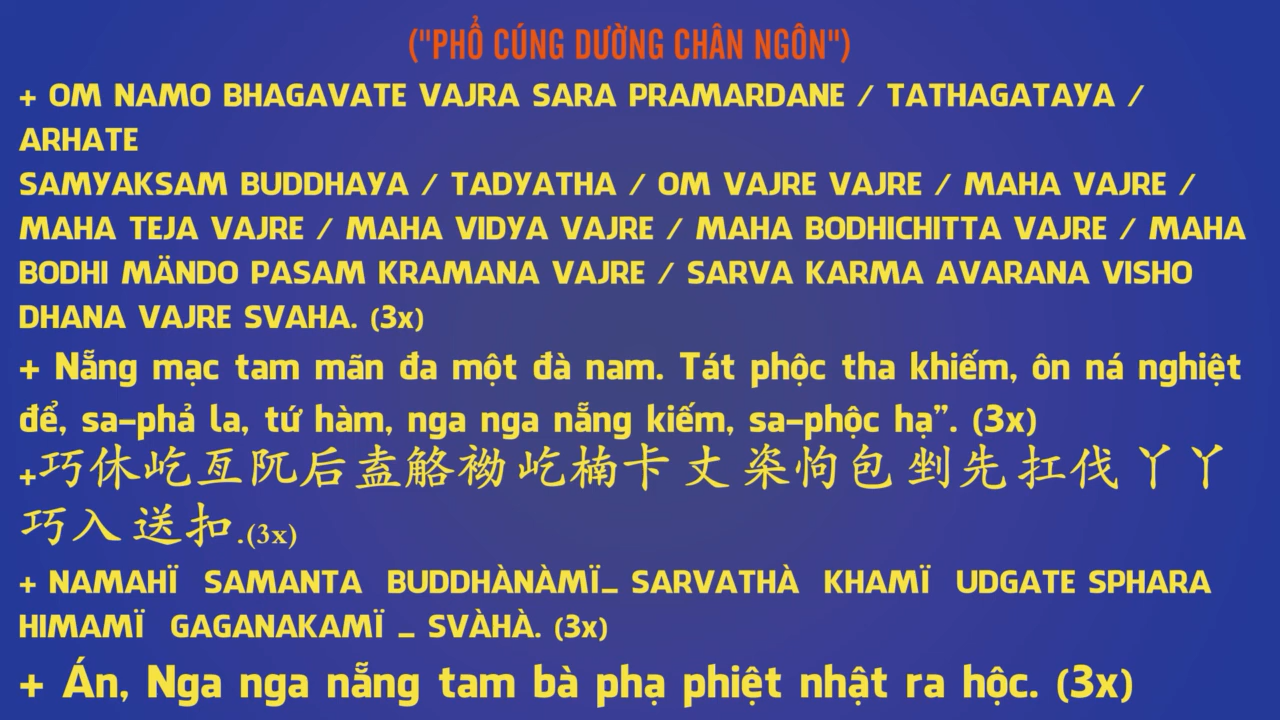 ("PHỔ CÚNG DƯỜNG CHÂN NGÔN")
+ OM NAMO BHAGAVATE VAJRA SARA PRAMARDANE / TATHAGATAYA /
ARHATE
SAMYAKSAM BUDDHAYA / TADYATHA / OM VAJRE VAJRE / MAHA VAJRE /
MAHA TEJA VAJRE / MAHA VIDYA VAJRE / MAHA BODHICHITTA VAJRE / MAHA
BODHI MÄNDO PASAM KRAMANA VAJRE / SARVA KARMA AVARANA VISHO
DHANA VAJRE SVAHA. (3x)
+ Nẵng mạc tam mãn đa một đà nam. Tát phộc tha khiếm, ôn ná nghiệt
để, sa-phả la, tứ hàm, nga nga nẵng kiếm, sa-phộc hạ”. (3x)
+巧休屹亙阢后盍觡袎 屹楠卡 丈 桼怐包 剉先 扛伐 丫丫
巧入 送扣.(3x)
+ NAMAHÏ SAMANTA BUDDHÀNÀMÏ_ SARVATHÀ KHAMÏ UDGATE SPHARA
HIMAMÏ GAGANAKAMÏ _ SVÀHÀ. (3x)
+ Án, Nga nga nẵng tam bà phạ phiệt nhật ra hộc. (3x)